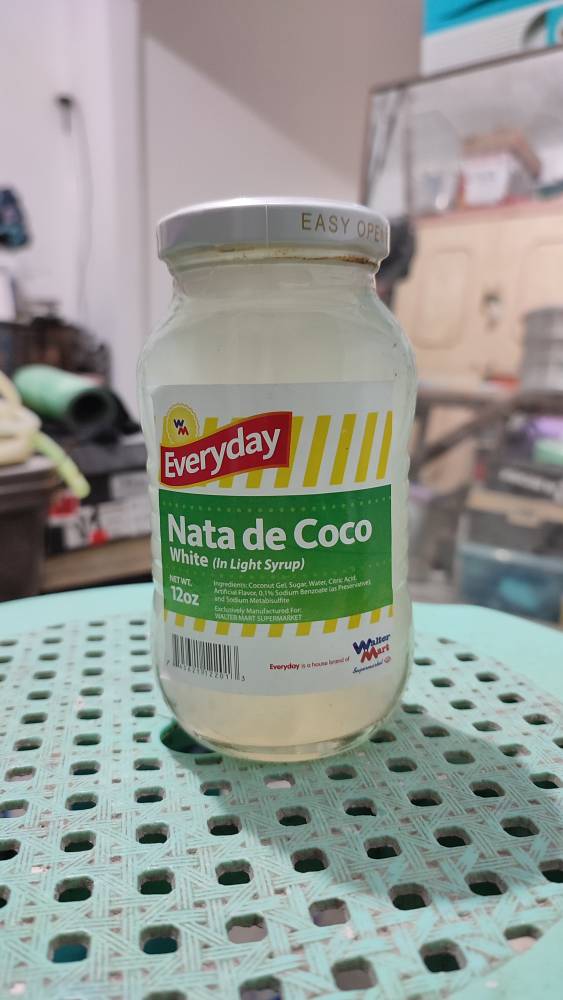 EASY OPEN
WM
Everyday
Nata de Coco
White (In Light Syrup)
NET WT.
12oz
Ingredients: Coconut Gel, Sugar, Water, Citric Acid,
Artificial Flavor, 0.1% Sodium Benzoate (as Preservative),
and Sodium Metabisulfite
Exclusively Manufactured For:
WALTER MART SUPERMARKET
Everyday is a house brand of
Walter
Mart
Supermarket